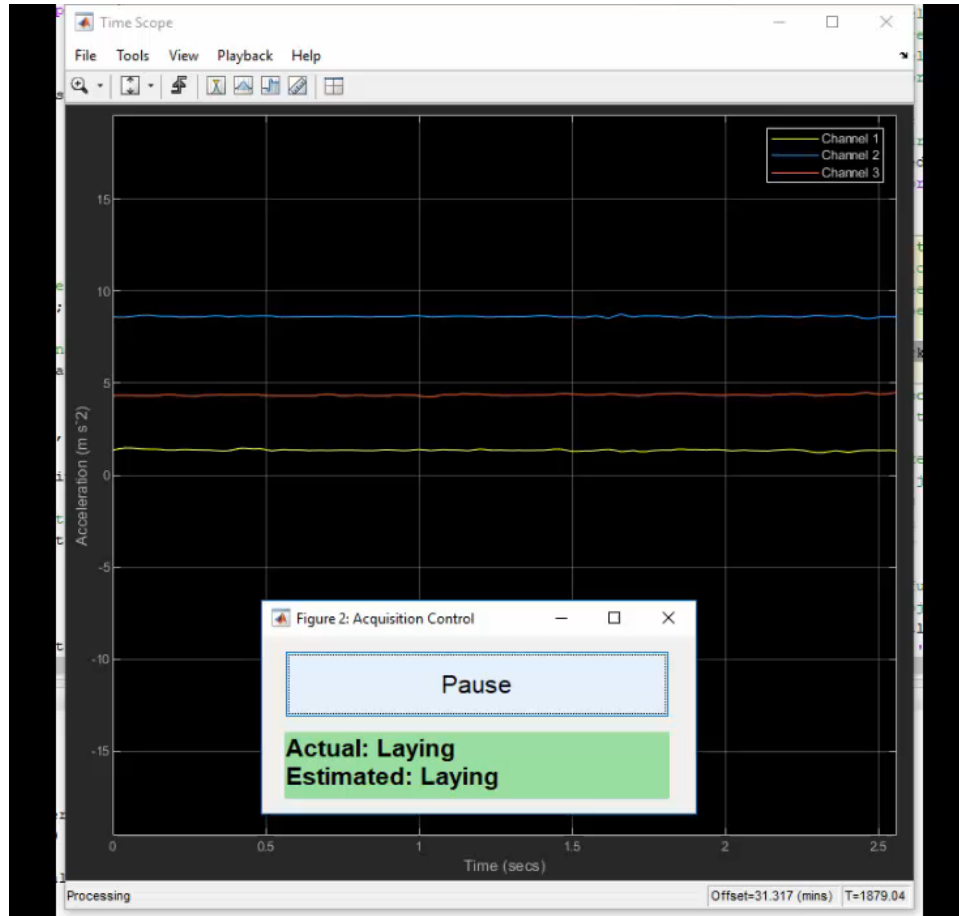 Time Scope
File Tools View Playback Help
Channel 1
Channel 2
Channel 3
15
10
5
0
-5
-10
-15
Acceleration (m s^2)
0 0.5 1 1.5 2 2.5
Time (secs)
Figure 2: Acquisition Control
Pause
Actual: Laying
Estimated: Laying
Processing
Offset=31.317 (mins) T=1879.04